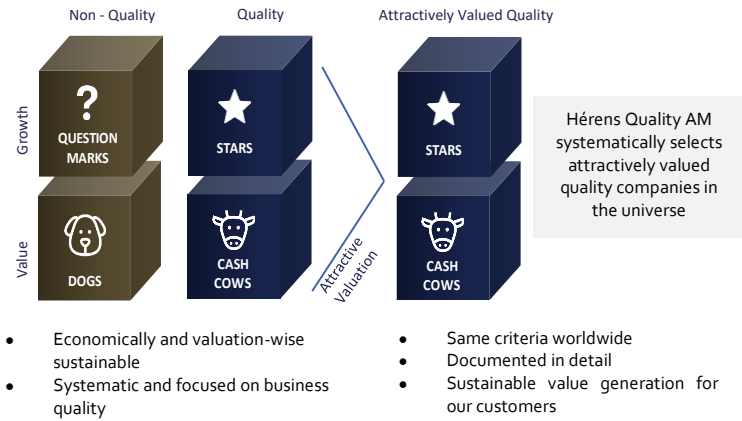 Non - Quality
Quality
Attractively Valued Quality
Growth
?
QUESTION
MARKS
STARS
STARS
Hérens Quality AM
systematically selects
attractively valued
quality companies in
the universe
Value
DOGS
CASH
COWS
Attractive
Valuation
CASH
COWS
• Economically and valuation-wise
sustainable
• Systematic and focused on business
quality
• Same criteria worldwide
• Documented in detail
• Sustainable value generation for
our customers